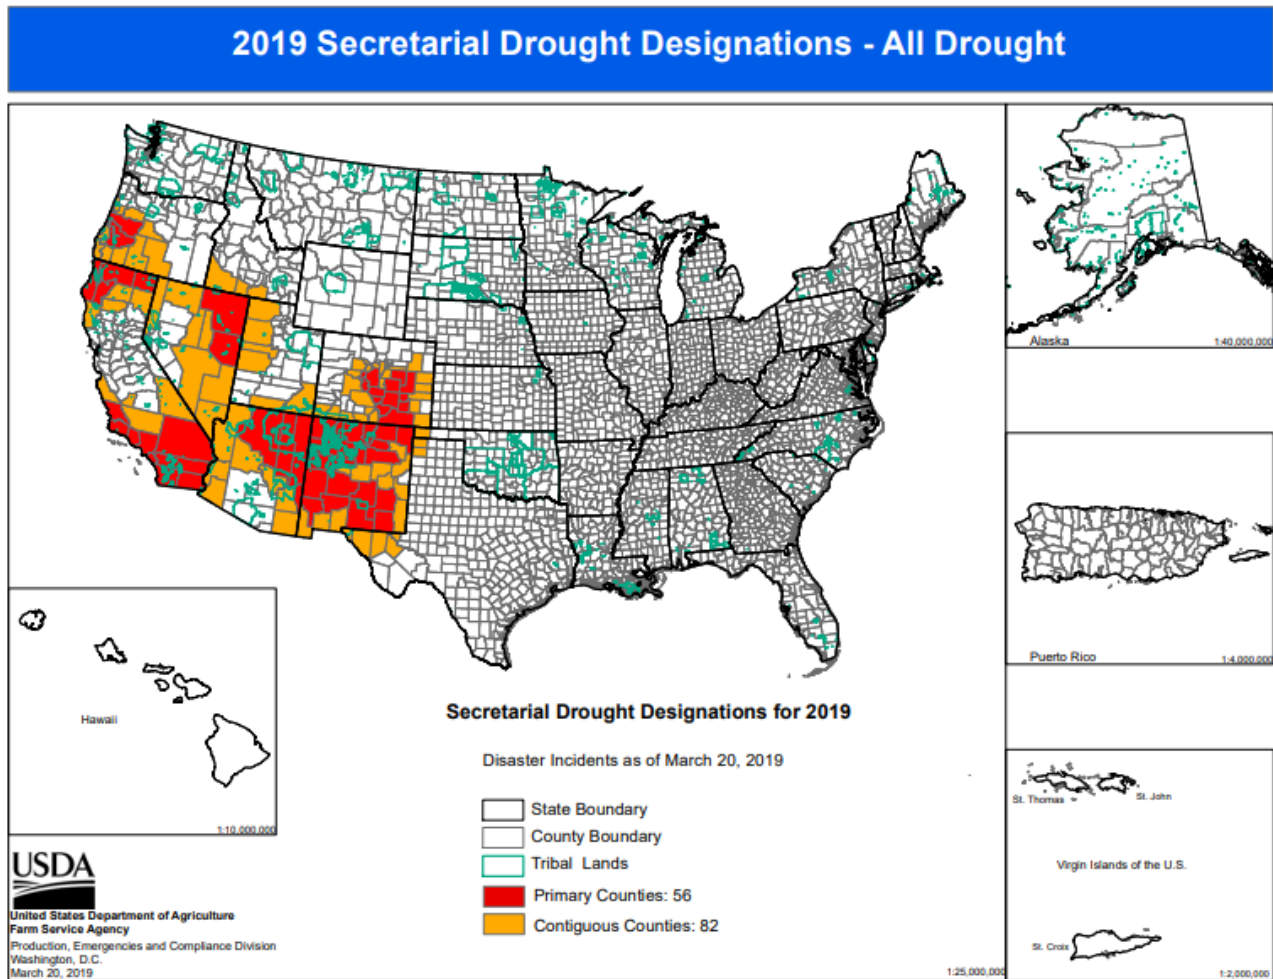 2019 Secretarial Drought Designations - All Drought
Alaska
1:40,000,000
Puerto Rico
1:4,000,000
Hawaii
1:10,000,000
Secretarial Drought Designations for 2019
Disaster Incidents as of March 20, 2019
State Boundary
County Boundary
Tribal Lands
Primary Counties: 56
Contiguous Counties: 82
St. Thomas
St. John
Virgin Islands of the U.S.
St. Croix
1:2,000,000
USDA
United States Department of Agriculture
Farm Service Agency
Production, Emergencies and Compliance Division
Washington, D.C.
March 20, 2019
1:25,000,000